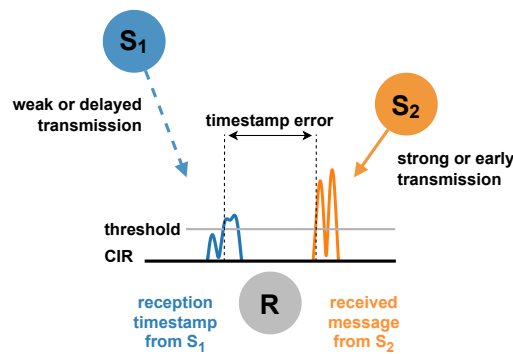 S1
weak or delayed
transmission
timestamp error
S2
strong or early
transmission
threshold
CIR
R
reception
timestamp
from S1
received
message
from S2